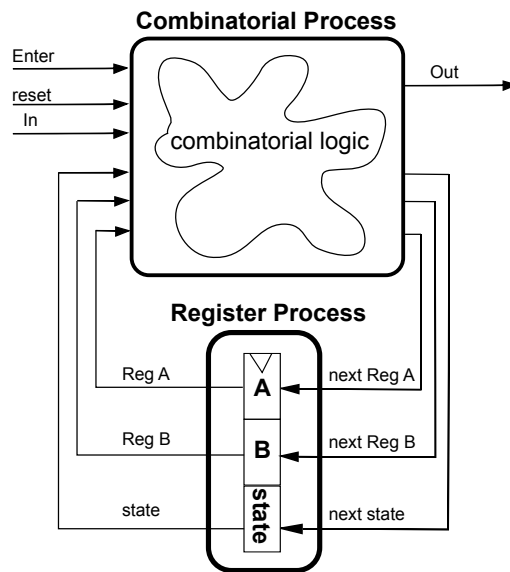 Combinatorial Process
Enter
reset
In
Out
combinatorial logic
Register Process
Reg A
A
next Reg A
Reg B
B
next Reg B
state
state
next state